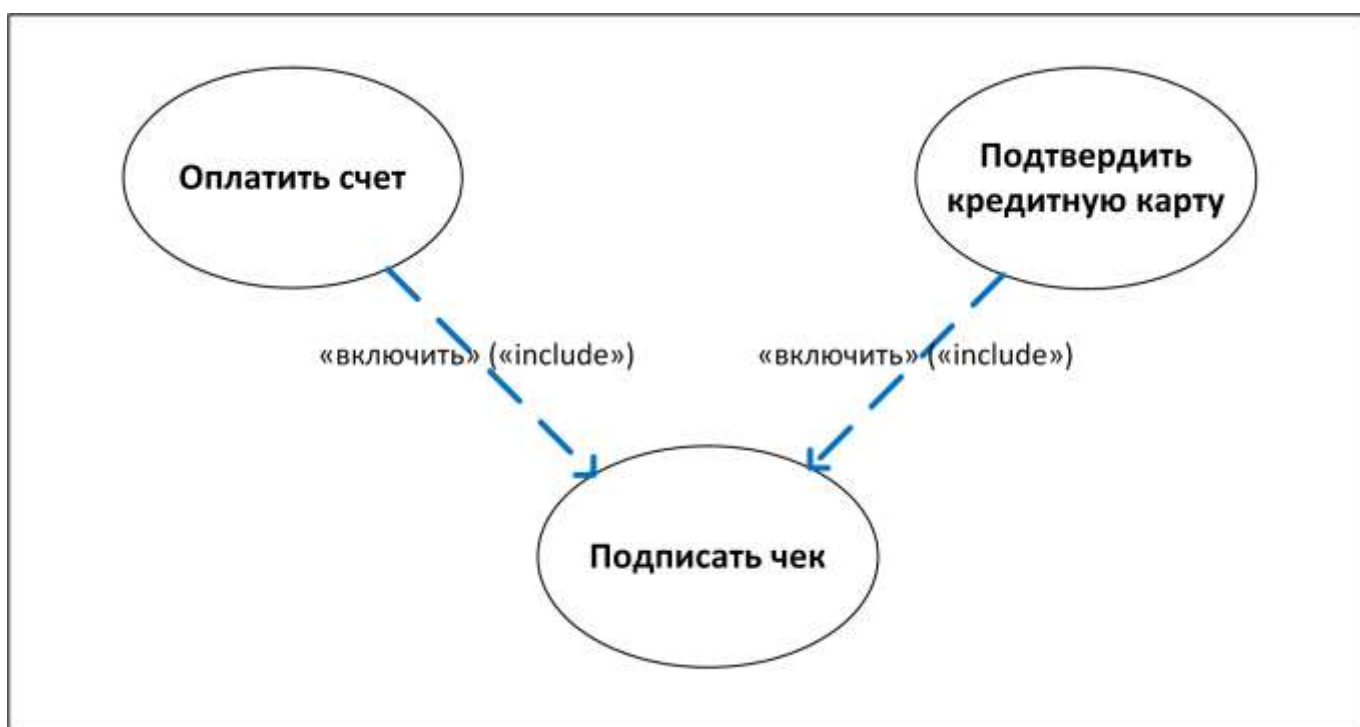 Оплатить счет
Подтвердить
кредитную карту
«включить» («include»)
«включить» («include»)
Подписать чек